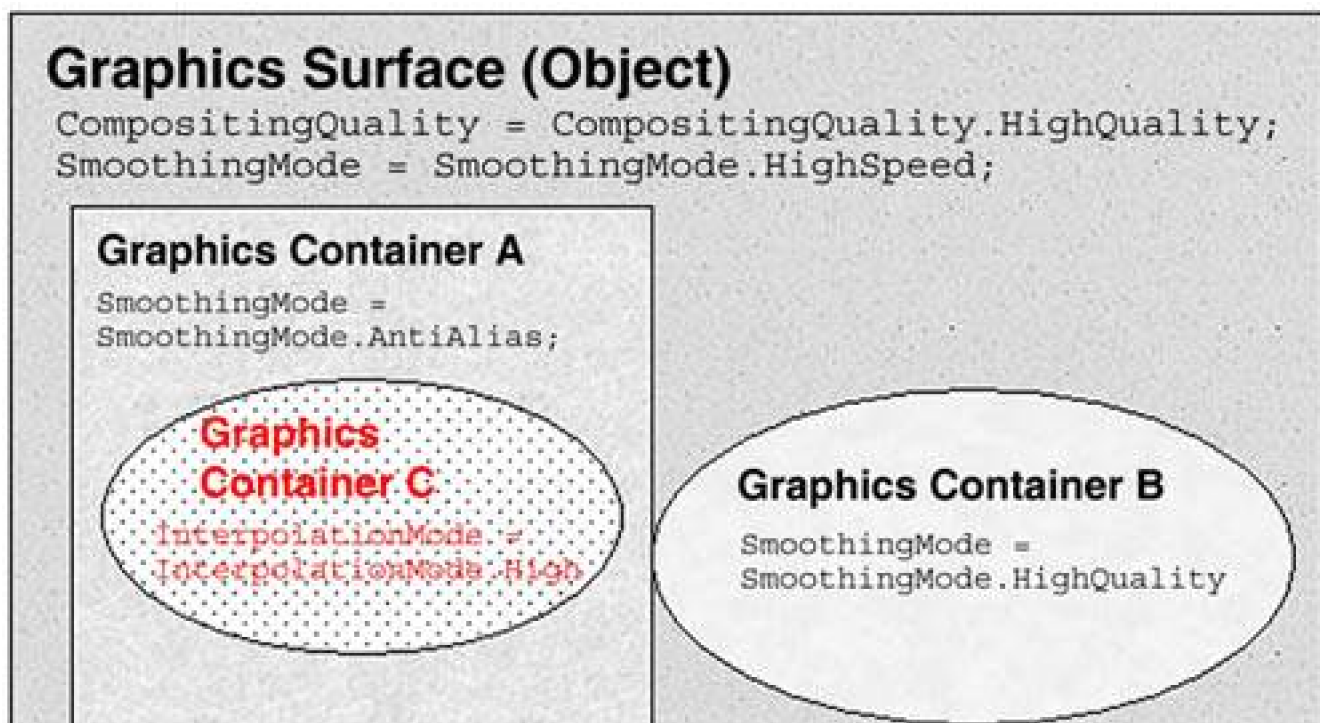 Graphics Surface (Object)
CompositingQuality = CompositingQuality.HighQuality;
SmoothingMode = SmoothingMode.HighSpeed;
Graphics Container A
SmoothingMode =
SmoothingMode.AntiAlias;
Graphics
Container C
InterpolationMode =
InterpolationMode.High
Graphics Container B
SmoothingMode =
SmoothingMode.HighQuality